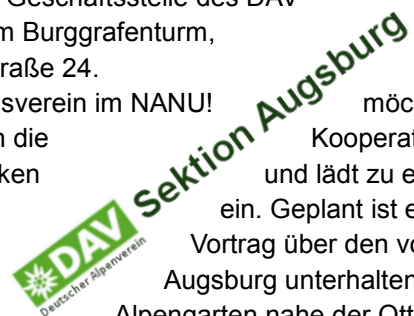 Geschäftsstelle des DAV
m Burggrafenturm,
raße 24.
sverein im NANU! möc
n die Kooperat
ken und lädt zu e
ein. Geplant ist e
Vortrag über den vo
Augsburg unterhalten
Alpengarten nahe der Ott
DAV Sektion Augsburg
Deutscher Alpenverein